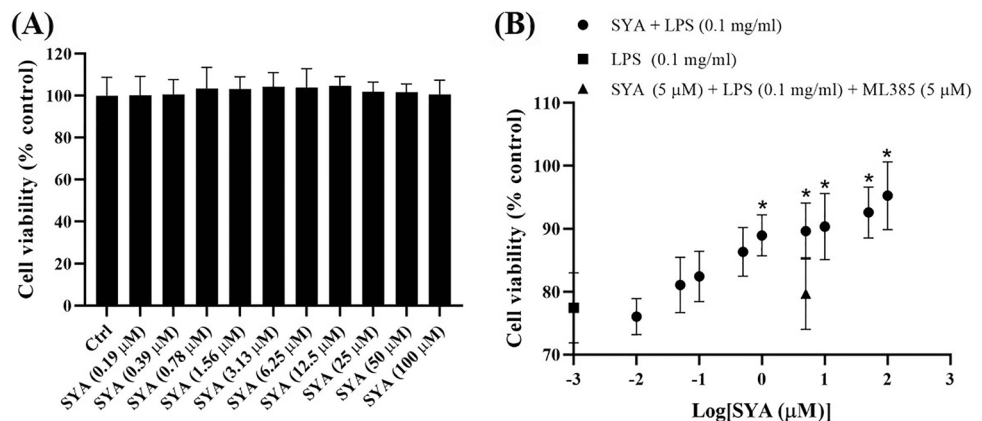 (A)
Cell viability (% control)
120
100
80
60
40
20
0
Ctrl
SYA (0.19 µM)
SYA (0.39 µM)
SYA (0.78 µM)
SYA (1.56 µM)
SYA (3.13 µM)
SYA (6.25 µM)
SYA (12.5 µM)
SYA (25 µM)
SYA (50 µM)
SYA (100 µM)
(B)
SYA + LPS (0.1 mg/ml)
LPS (0.1 mg/ml)
SYA (5 µM) + LPS (0.1 mg/ml) + ML385 (5 µM)
Cell viability (% control)
110
100
90
80
70
* * * * *
-3 -2 -1 0 1 2 3
Log[SYA (µM)]